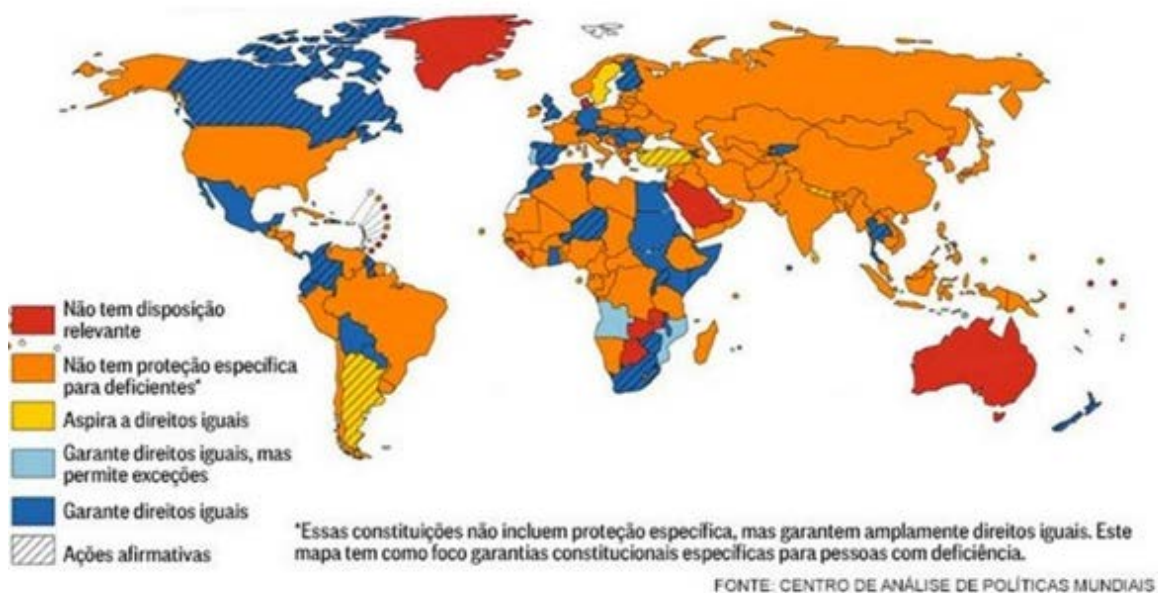 Não tem disposição
relevante
Não tem proteção específica
para deficientes*
Aspira a direitos iguais
Garante direitos iguais, mas
permite exceções
Garante direitos iguais
Ações afirmativas
*Essas constituições não incluem proteção específica, mas garantem amplamente direitos iguais. Este
mapa tem como foco garantias constitucionais específicas para pessoas com deficiência.
FONTE: CENTRO DE ANÁLISE DE POLÍTICAS MUNDIAIS